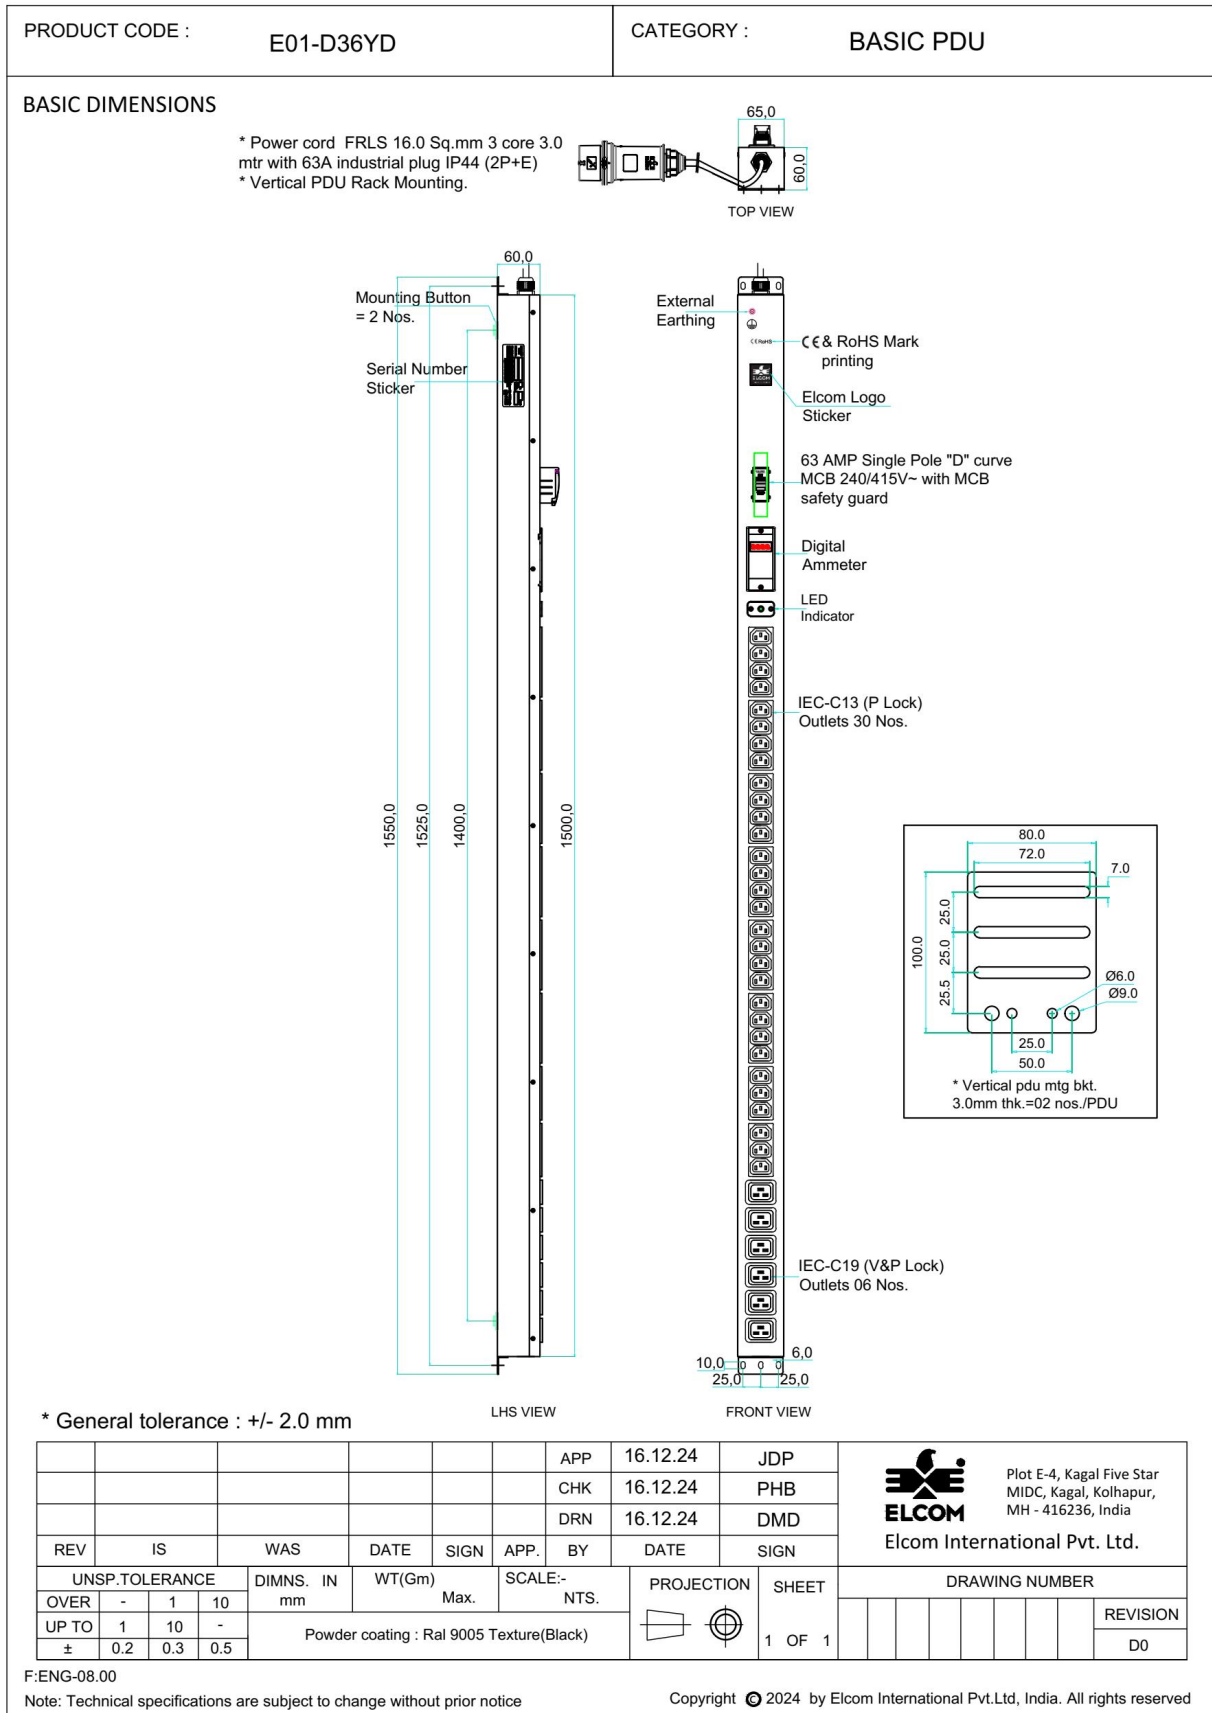 PRODUCT CODE :
E01-D36YD
CATEGORY :
BASIC PDU
BASIC DIMENSIONS
* Power cord FRLS 16.0 Sq.mm 3 core 3.0
mtr with 63A industrial plug IP44 (2P+E)
* Vertical PDU Rack Mounting.
65,0
60,0
TOP VIEW
60,0
Mounting Button
= 2 Nos.
Serial Number
Sticker
1550,0
1525,0
1400,0
1500,0
LHS VIEW
External
Earthing
CE RoHS
CE & RoHS Mark
printing
ELCOM
Elcom Logo
Sticker
63 AMP Single Pole "D" curve
MCB 240/415V~ with MCB
safety guard
Digital
Ammeter
LED
Indicator
IEC-C13 (P Lock)
Outlets 30 Nos.
IEC-C19 (V&P Lock)
Outlets 06 Nos.
10,0
6,0
25,0
25,0
FRONT VIEW
80.0
72.0
7.0
100.0
25.0
25.0
25.5
Ø6.0
Ø9.0
25.0
50.0
* Vertical pdu mtg bkt.
3.0mm thk.=02 nos./PDU
* General tolerance : +/- 2.0 mm
APP 16.12.24 JDP
CHK 16.12.24 PHB
DRN 16.12.24 DMD
REV IS WAS DATE SIGN APP. BY DATE SIGN
ELCOM
Plot E-4, Kagal Five Star
MIDC, Kagal, Kolhapur,
MH - 416236, India
Elcom International Pvt. Ltd.
UNSP.TOLERANCE
OVER - 1 10
UP TO 1 10 -
± 0.2 0.3 0.5
DIMNS. IN
mm
WT(Gm)
Max.
SCALE:-
NTS.
Powder coating : Ral 9005 Texture(Black)
PROJECTION
SHEET
1 OF 1
DRAWING NUMBER
REVISION
D0
F:ENG-08.00
Note: Technical specifications are subject to change without prior notice
Copyright © 2024 by Elcom International Pvt.Ltd, India. All rights reserved